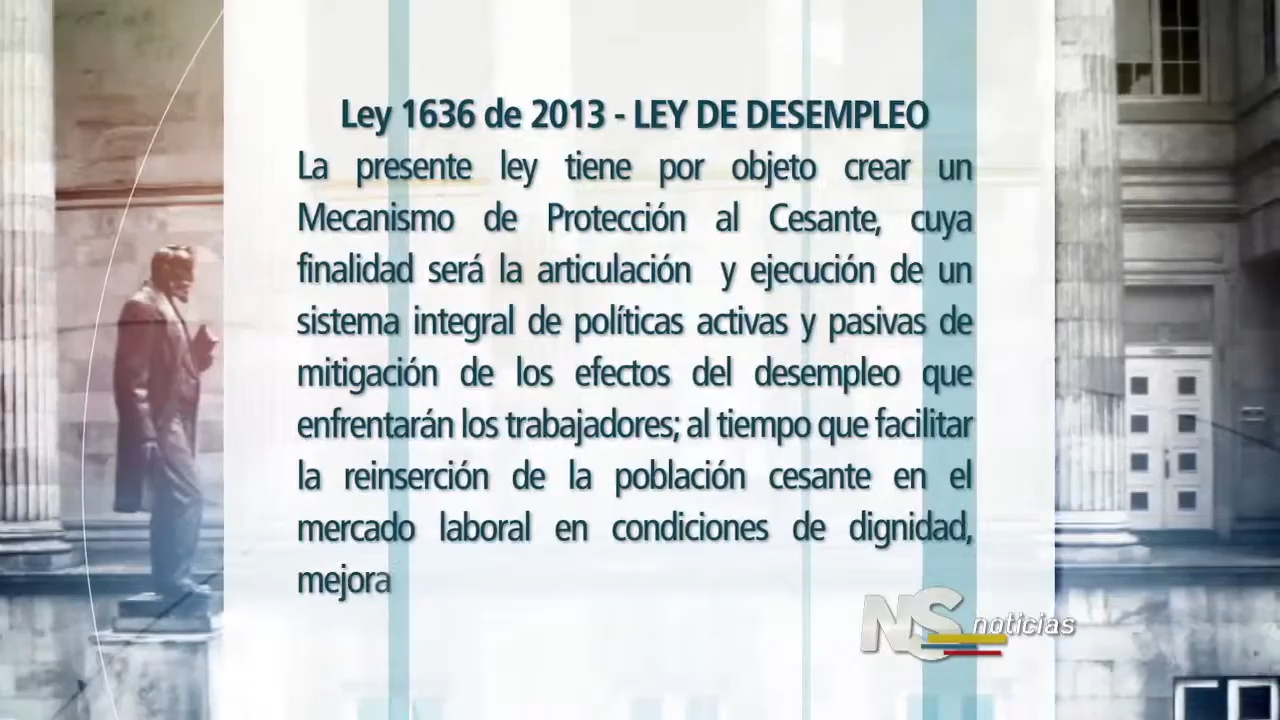 Ley 1636 de 2013 - LEY DE DESEMPLEO
La presente ley tiene por objeto crear un
Mecanismo de Protección al Cesante, cuya
finalidad será la articulación y ejecución de un
sistema integral de políticas activas y pasivas de
mitigación de los efectos del desempleo que
enfrentarán los trabajadores; al tiempo que facilitar
la reinserción de la población cesante en el
mercado laboral en condiciones de dignidad,
mejora
NS noticias